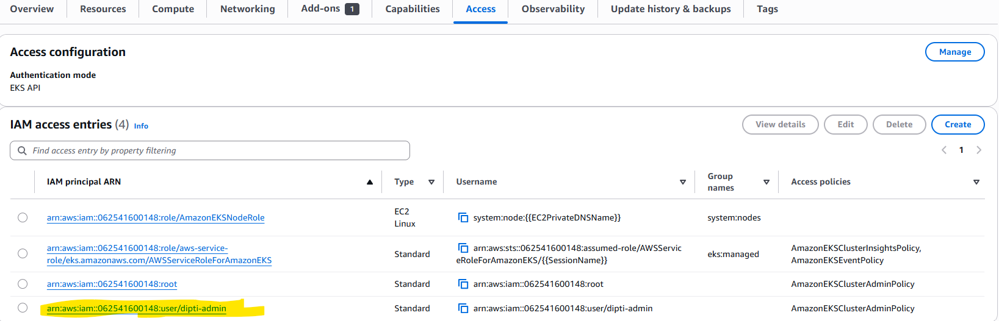 Overview Resources Compute Networking Add-ons 1 Capabilities Access Observability Update history & backups Tags
Access configuration Manage
Authentication mode
EKS API
IAM access entries (4) Info View details Edit Delete Create
Find access entry by property filtering 1
IAM principal ARN Type Username Group names Access policies
arn:aws:iam::062541600148:role/AmazonEKSNodeRole EC2 Linux system:node:{{EC2PrivateDNSName}} system:nodes
arn:aws:iam::062541600148:role/aws-service-role/eks.amazonaws.com/AWSServiceRoleForAmazonEKS Standard arn:aws:sts::062541600148:assumed-role/AWSServiceRoleForAmazonEKS/{{SessionName}} eks:managed AmazonEKSClusterInsightsPolicy, AmazonEKSEventPolicy
arn:aws:iam::062541600148:root Standard arn:aws:iam::062541600148:root AmazonEKSClusterAdminPolicy
arn:aws:iam::062541600148:user/dipti-admin Standard arn:aws:iam::062541600148:user/dipti-admin AmazonEKSClusterAdminPolicy